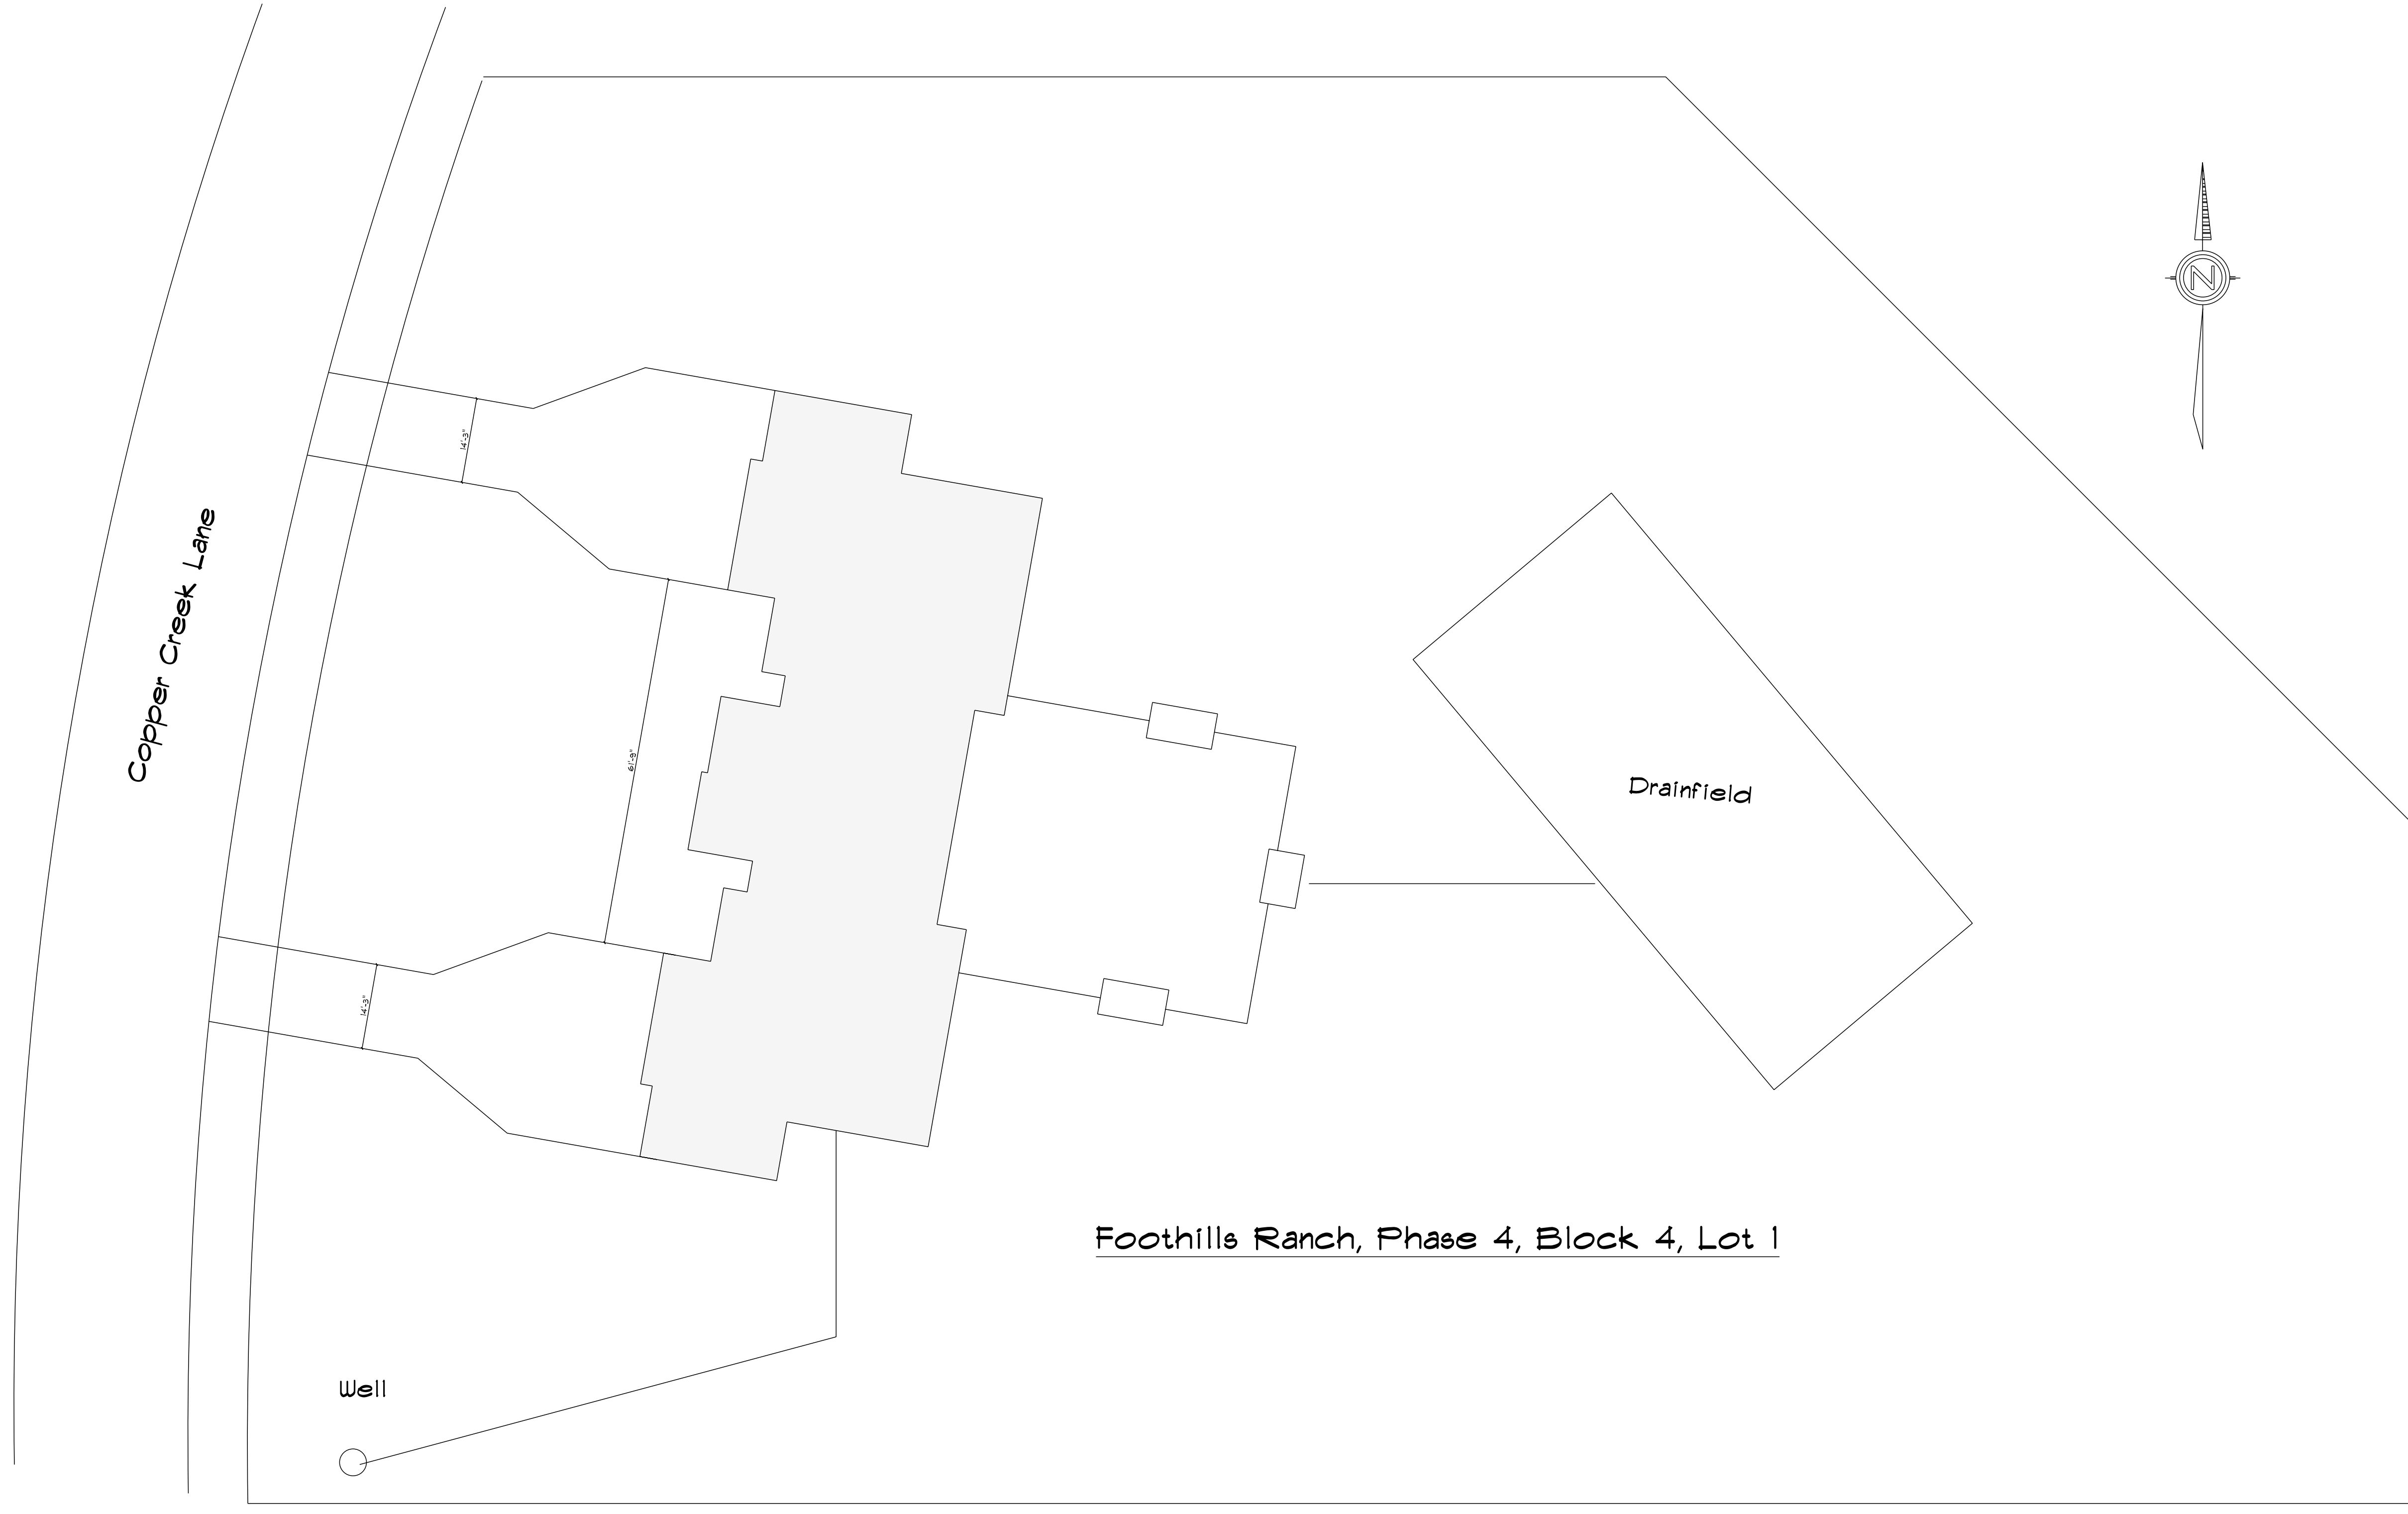 N
14'-3"
Copper Creek Lane
61'-9"
Drainfield
14'-3"
Foothills Ranch, Phase 4, Block 4, Lot 1
Well